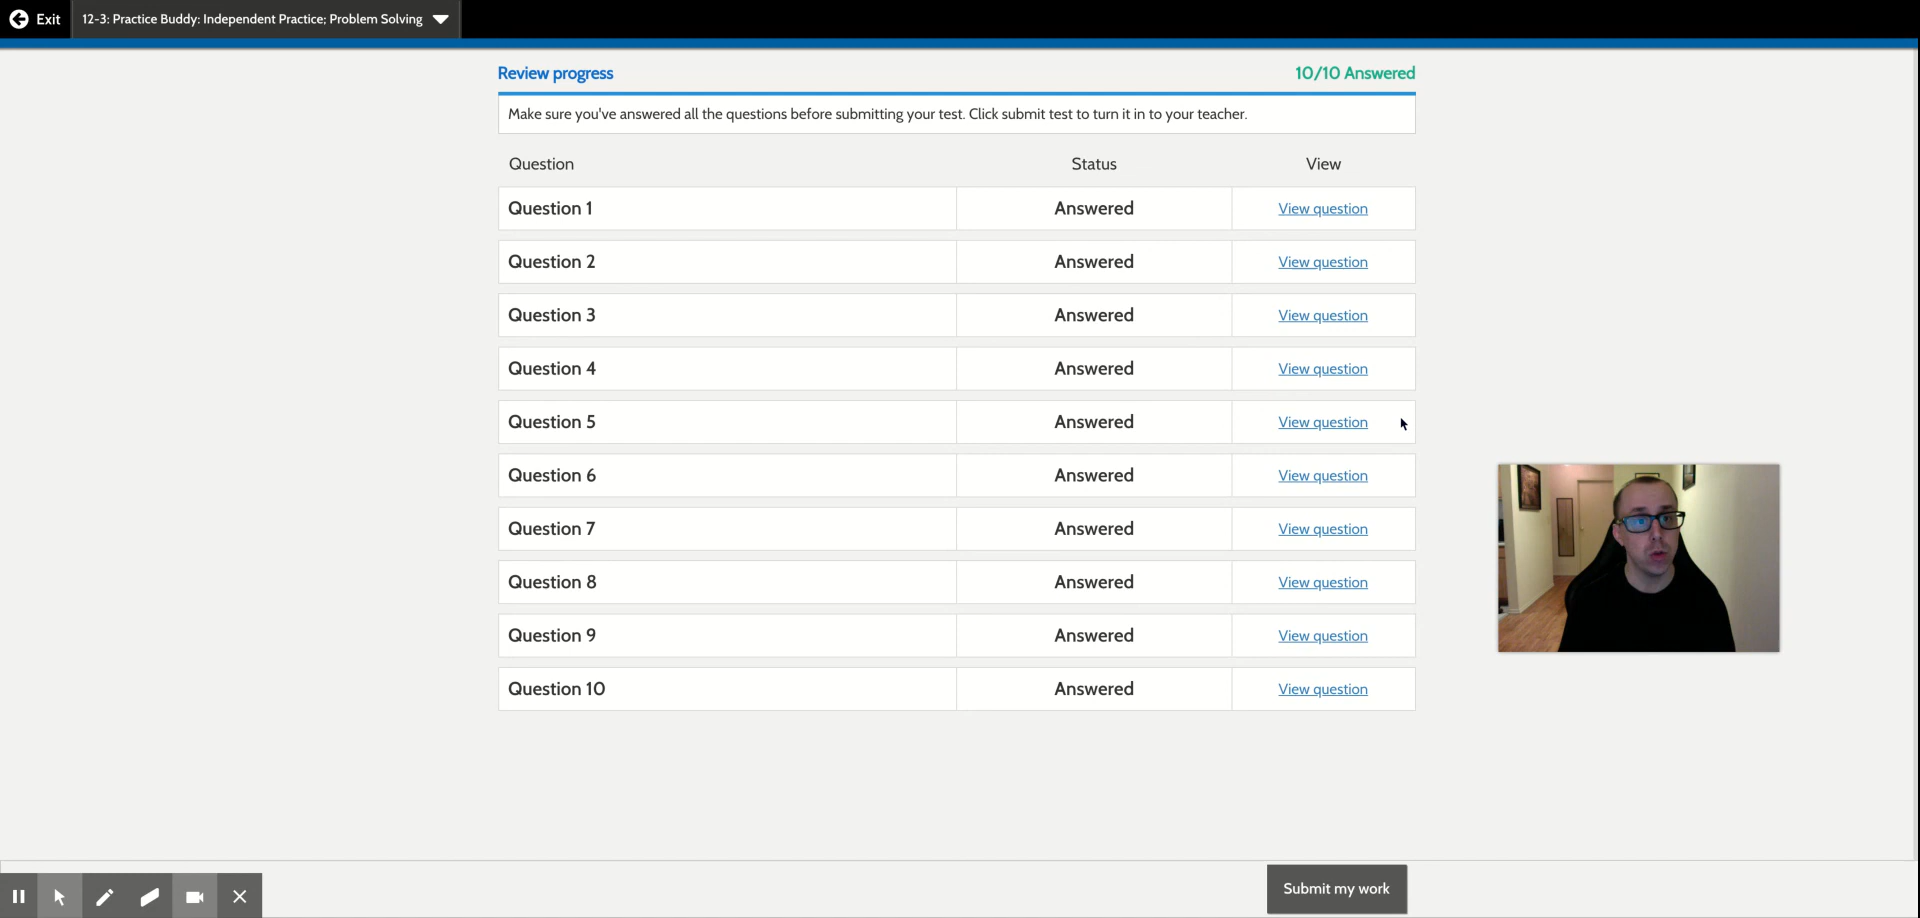 Exit
12-3: Practice Buddy: Independent Practice; Problem Solving
Review progress
10/10 Answered
Make sure you've answered all the questions before submitting your test. Click submit test to turn it in to your teacher.
Question Status View
Question 1 Answered View question
Question 2 Answered View question
Question 3 Answered View question
Question 4 Answered View question
Question 5 Answered View question
Question 6 Answered View question
Question 7 Answered View question
Question 8 Answered View question
Question 9 Answered View question
Question 10 Answered View question
Submit my work